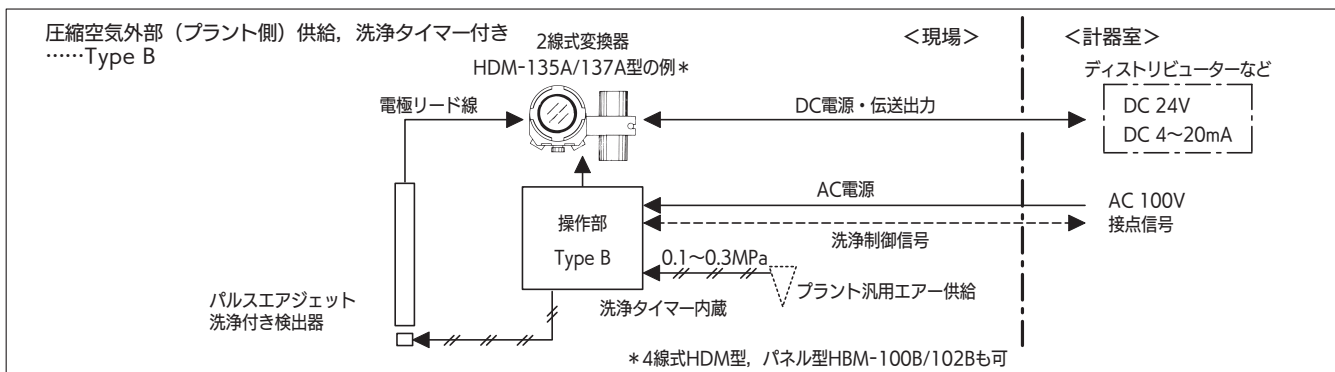 圧縮空気外部（プラント側）供給，洗浄タイマー付き
……Type B
2線式変換器
HDM-135A/137A型の例＊
＜現場＞
＜計器室＞
ディストリビューターなど
電極リード線
DC電源・伝送出力
DC 24V
DC 4〜20mA
AC電源
AC 100V
操作部
Type B
洗浄制御信号
接点信号
0.1〜0.3MPa
プラント汎用エアー供給
パルスエアジェット
洗浄付き検出器
洗浄タイマー内蔵
＊4線式HDM型，パネル型HBM-100B/102Bも可